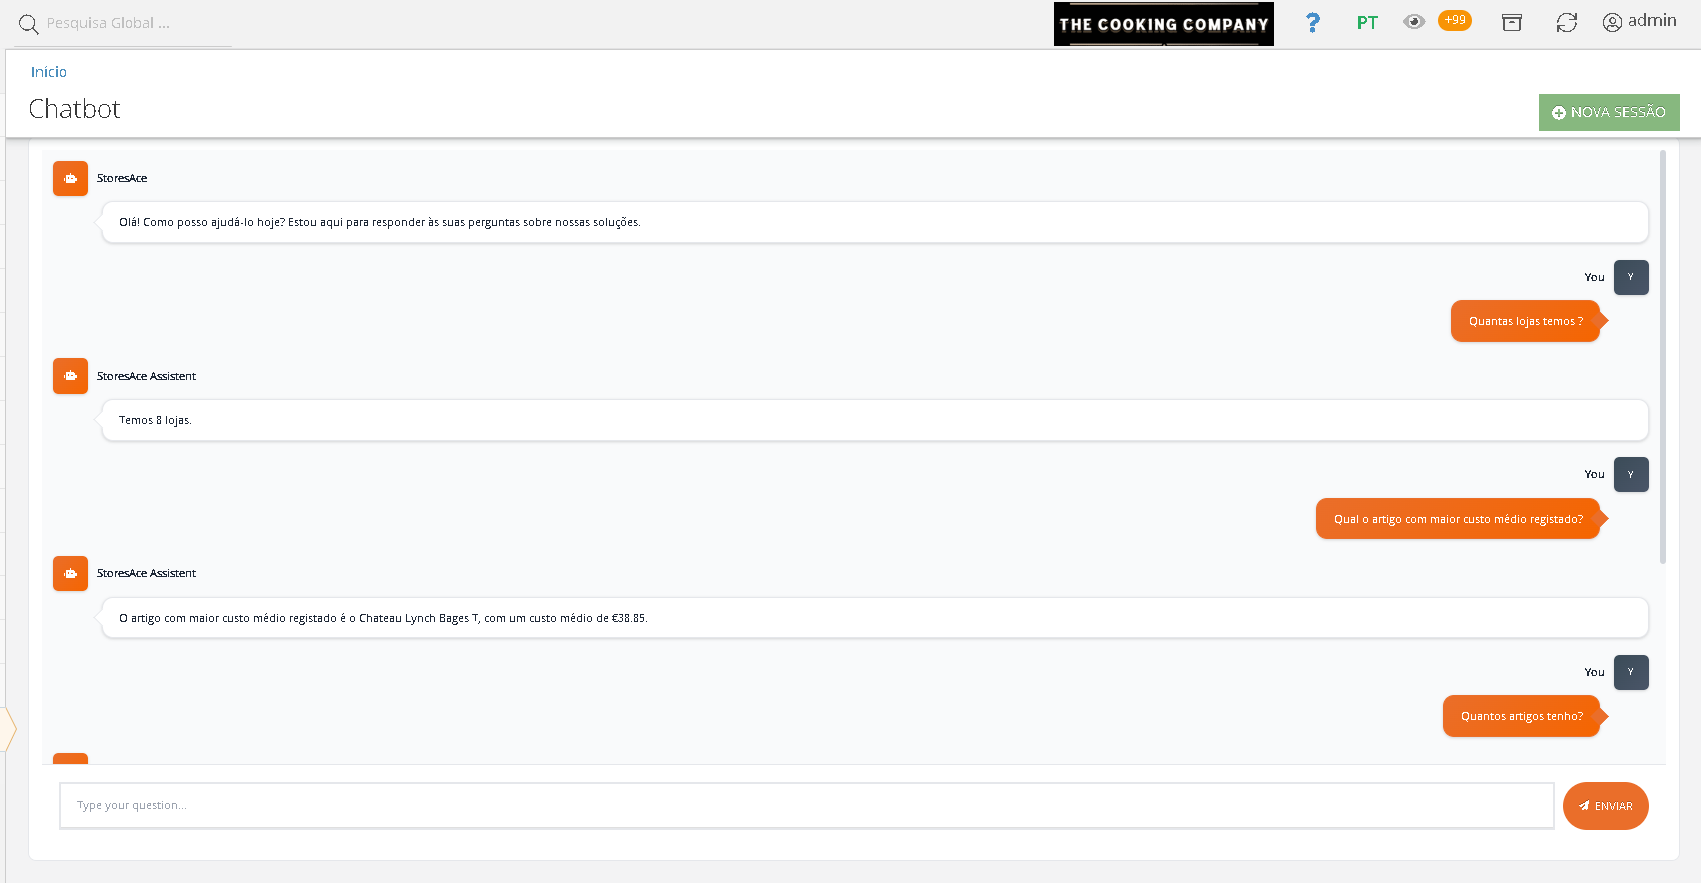 Pesquisa Global ...
THE COOKING COMPANY
?
PT
+99
admin
Início
Chatbot
NOVA SESSÃO
StoresAce
Olá! Como posso ajudá-lo hoje? Estou aqui para responder às suas perguntas sobre nossas soluções.
You
Y
Quantas lojas temos ?
StoresAce Assistent
Temos 8 lojas.
You
Y
Qual o artigo com maior custo médio registado?
StoresAce Assistent
O artigo com maior custo médio registado é o Chateau Lynch Bages T, com um custo médio de €38.85.
You
Y
Quantos artigos tenho?
Type your question...
ENVIAR